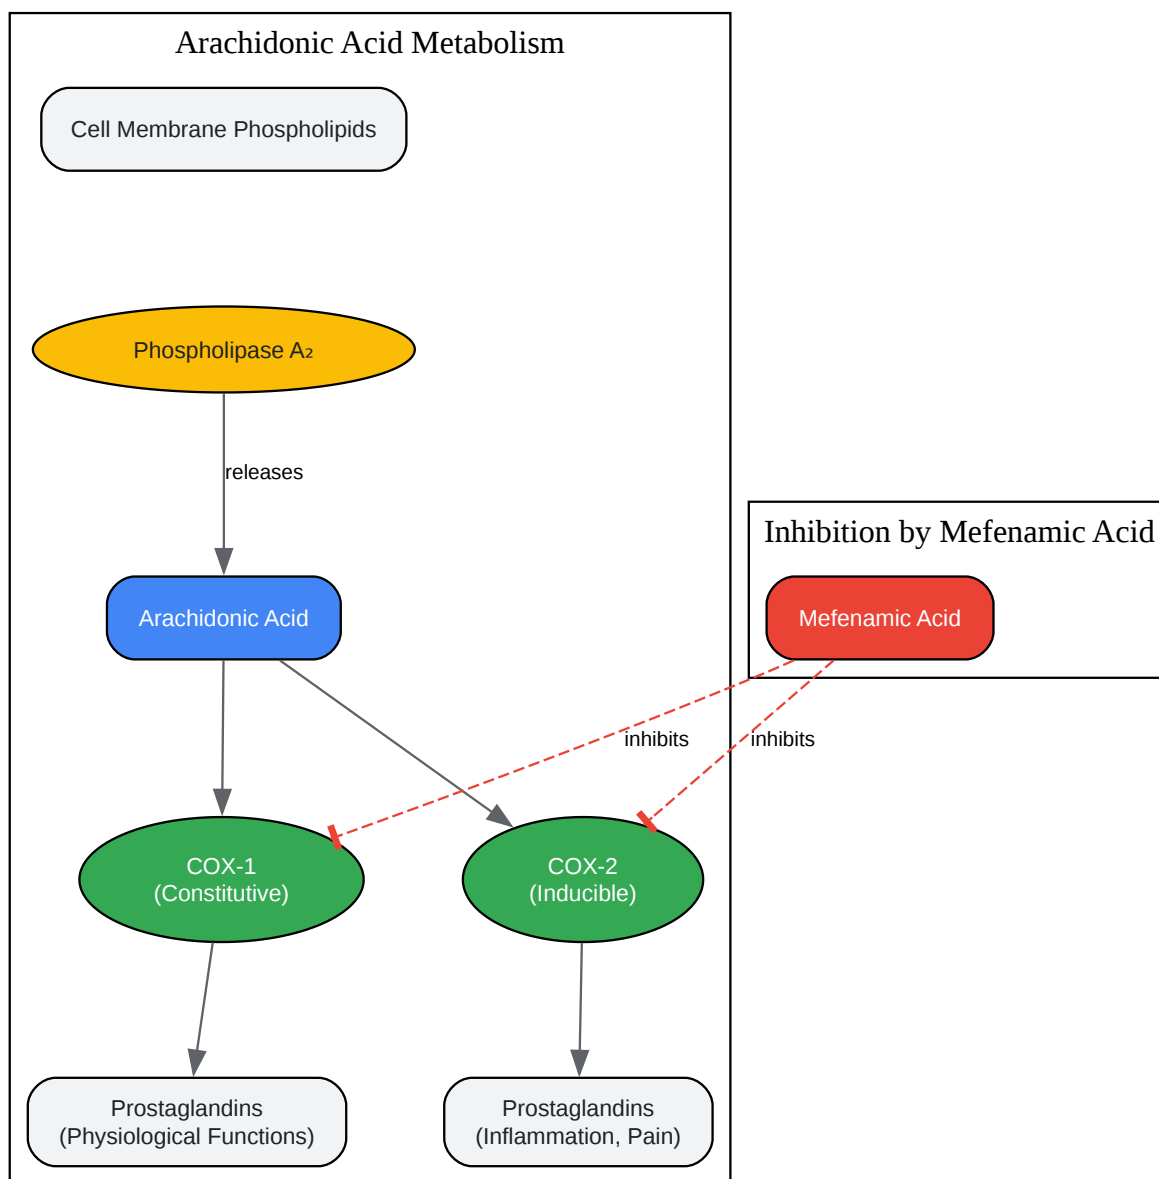 Arachidonic Acid Metabolism
Cell Membrane Phospholipids
Phospholipase A₂
releases
Inhibition by Mefenamic Acid
Arachidonic Acid
Mefenamic Acid
inhibits
inhibits
COX-1
(Constitutive)
COX-2
(Inducible)
Prostaglandins
(Physiological Functions)
Prostaglandins
(Inflammation, Pain)